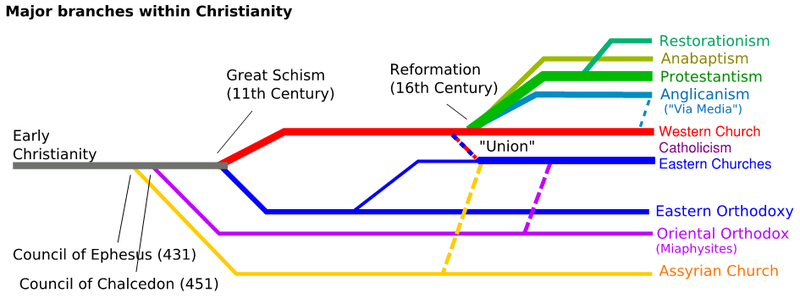 Major branches within Christianity
Restorationism
Anabaptism
Protestantism
Anglicanism
("Via Media")
Reformation
(16th Century)
Great Schism
(11th Century)
Early
Christianity
"Union"
Western Church
Catholicism
Eastern Churches
Eastern Orthodoxy
Oriental Orthodox
(Miaphysites)
Assyrian Church
Council of Ephesus (431)
Council of Chalcedon (451)